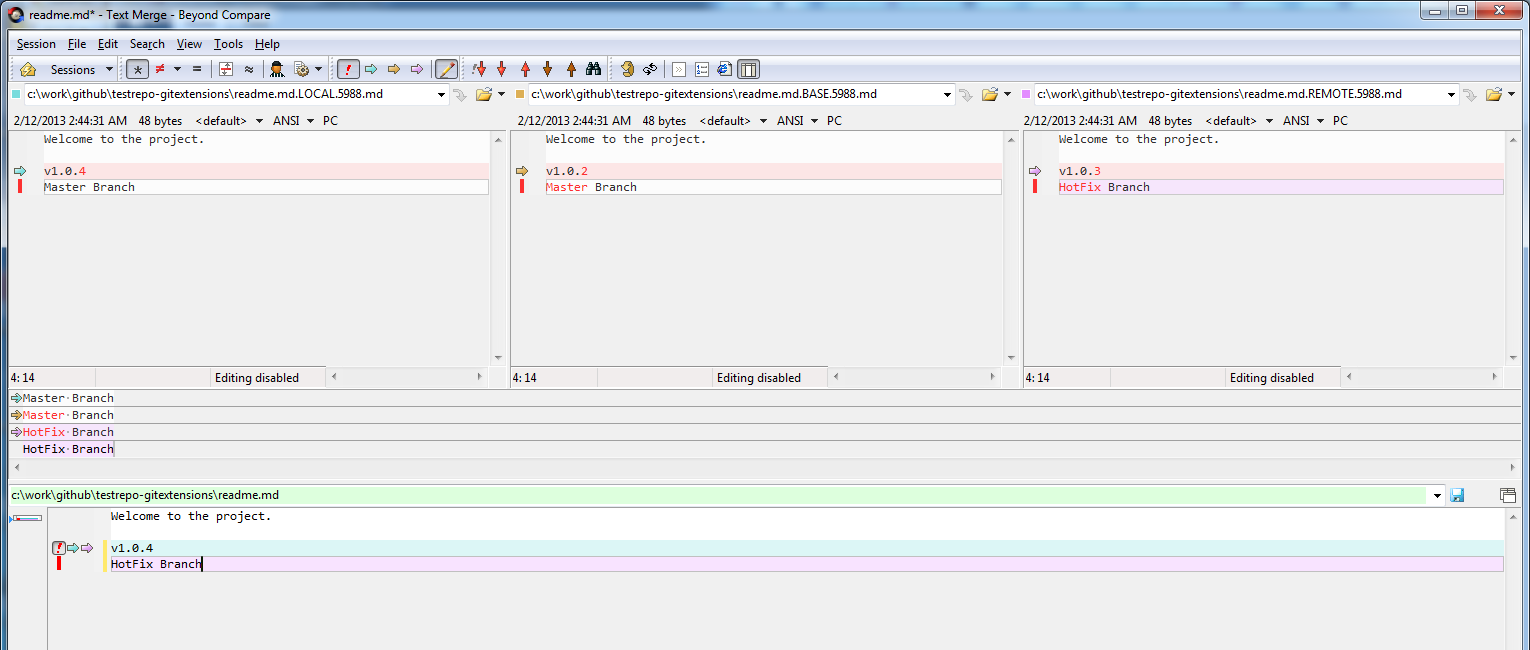 readme.md* - Text Merge - Beyond Compare
Session File Edit Search View Tools Help
Sessions
c:\work\github\testrepo-gitextensions\readme.md.LOCAL.5988.md
c:\work\github\testrepo-gitextensions\readme.md.BASE.5988.md
c:\work\github\testrepo-gitextensions\readme.md.REMOTE.5988.md
2/12/2013 2:44:31 AM 48 bytes <default> ANSI PC
2/12/2013 2:44:31 AM 48 bytes <default> ANSI PC
2/12/2013 2:44:31 AM 48 bytes <default> ANSI PC
Welcome to the project.
v1.0.4
Master Branch
Welcome to the project.
v1.0.2
Master Branch
Welcome to the project.
v1.0.3
HotFix Branch
4: 14 Editing disabled
4: 14 Editing disabled
4: 14 Editing disabled
Master·Branch
Master·Branch
HotFix·Branch
HotFix·Branch
c:\work\github\testrepo-gitextensions\readme.md
Welcome to the project.
v1.0.4
HotFix Branch